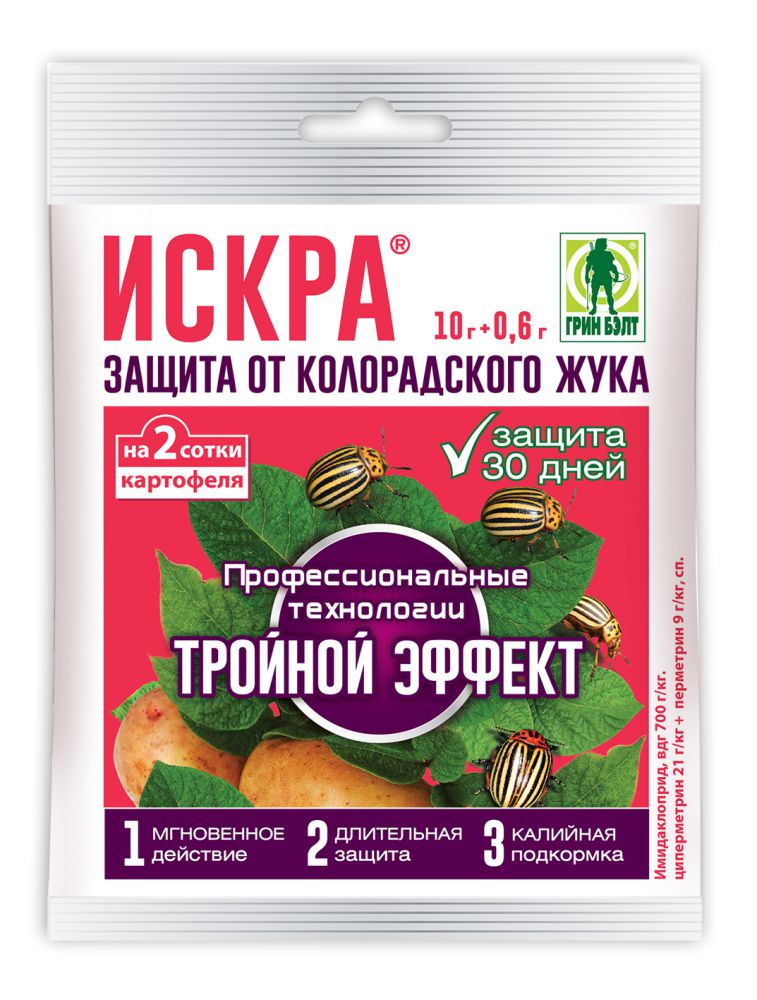 ИСКРА®
10 г + 0,6 г
ГРИН БЭЛТ
®
ЗАЩИТА ОТ КОЛОРАДСКОГО ЖУКА
на 2 сотки
картофеля
защита
30 дней
Профессиональные
технологии
ТРОЙНОЙ ЭФФЕКТ
1 МГНОВЕННОЕ
действие
2 ДЛИТЕЛЬНАЯ
защита
3 КАЛИЙНАЯ
подкормка
Имидаклоприд, вдг 700 г/кг.
циперметрин 21 г/кг + перметрин 9 г/кг, сп.